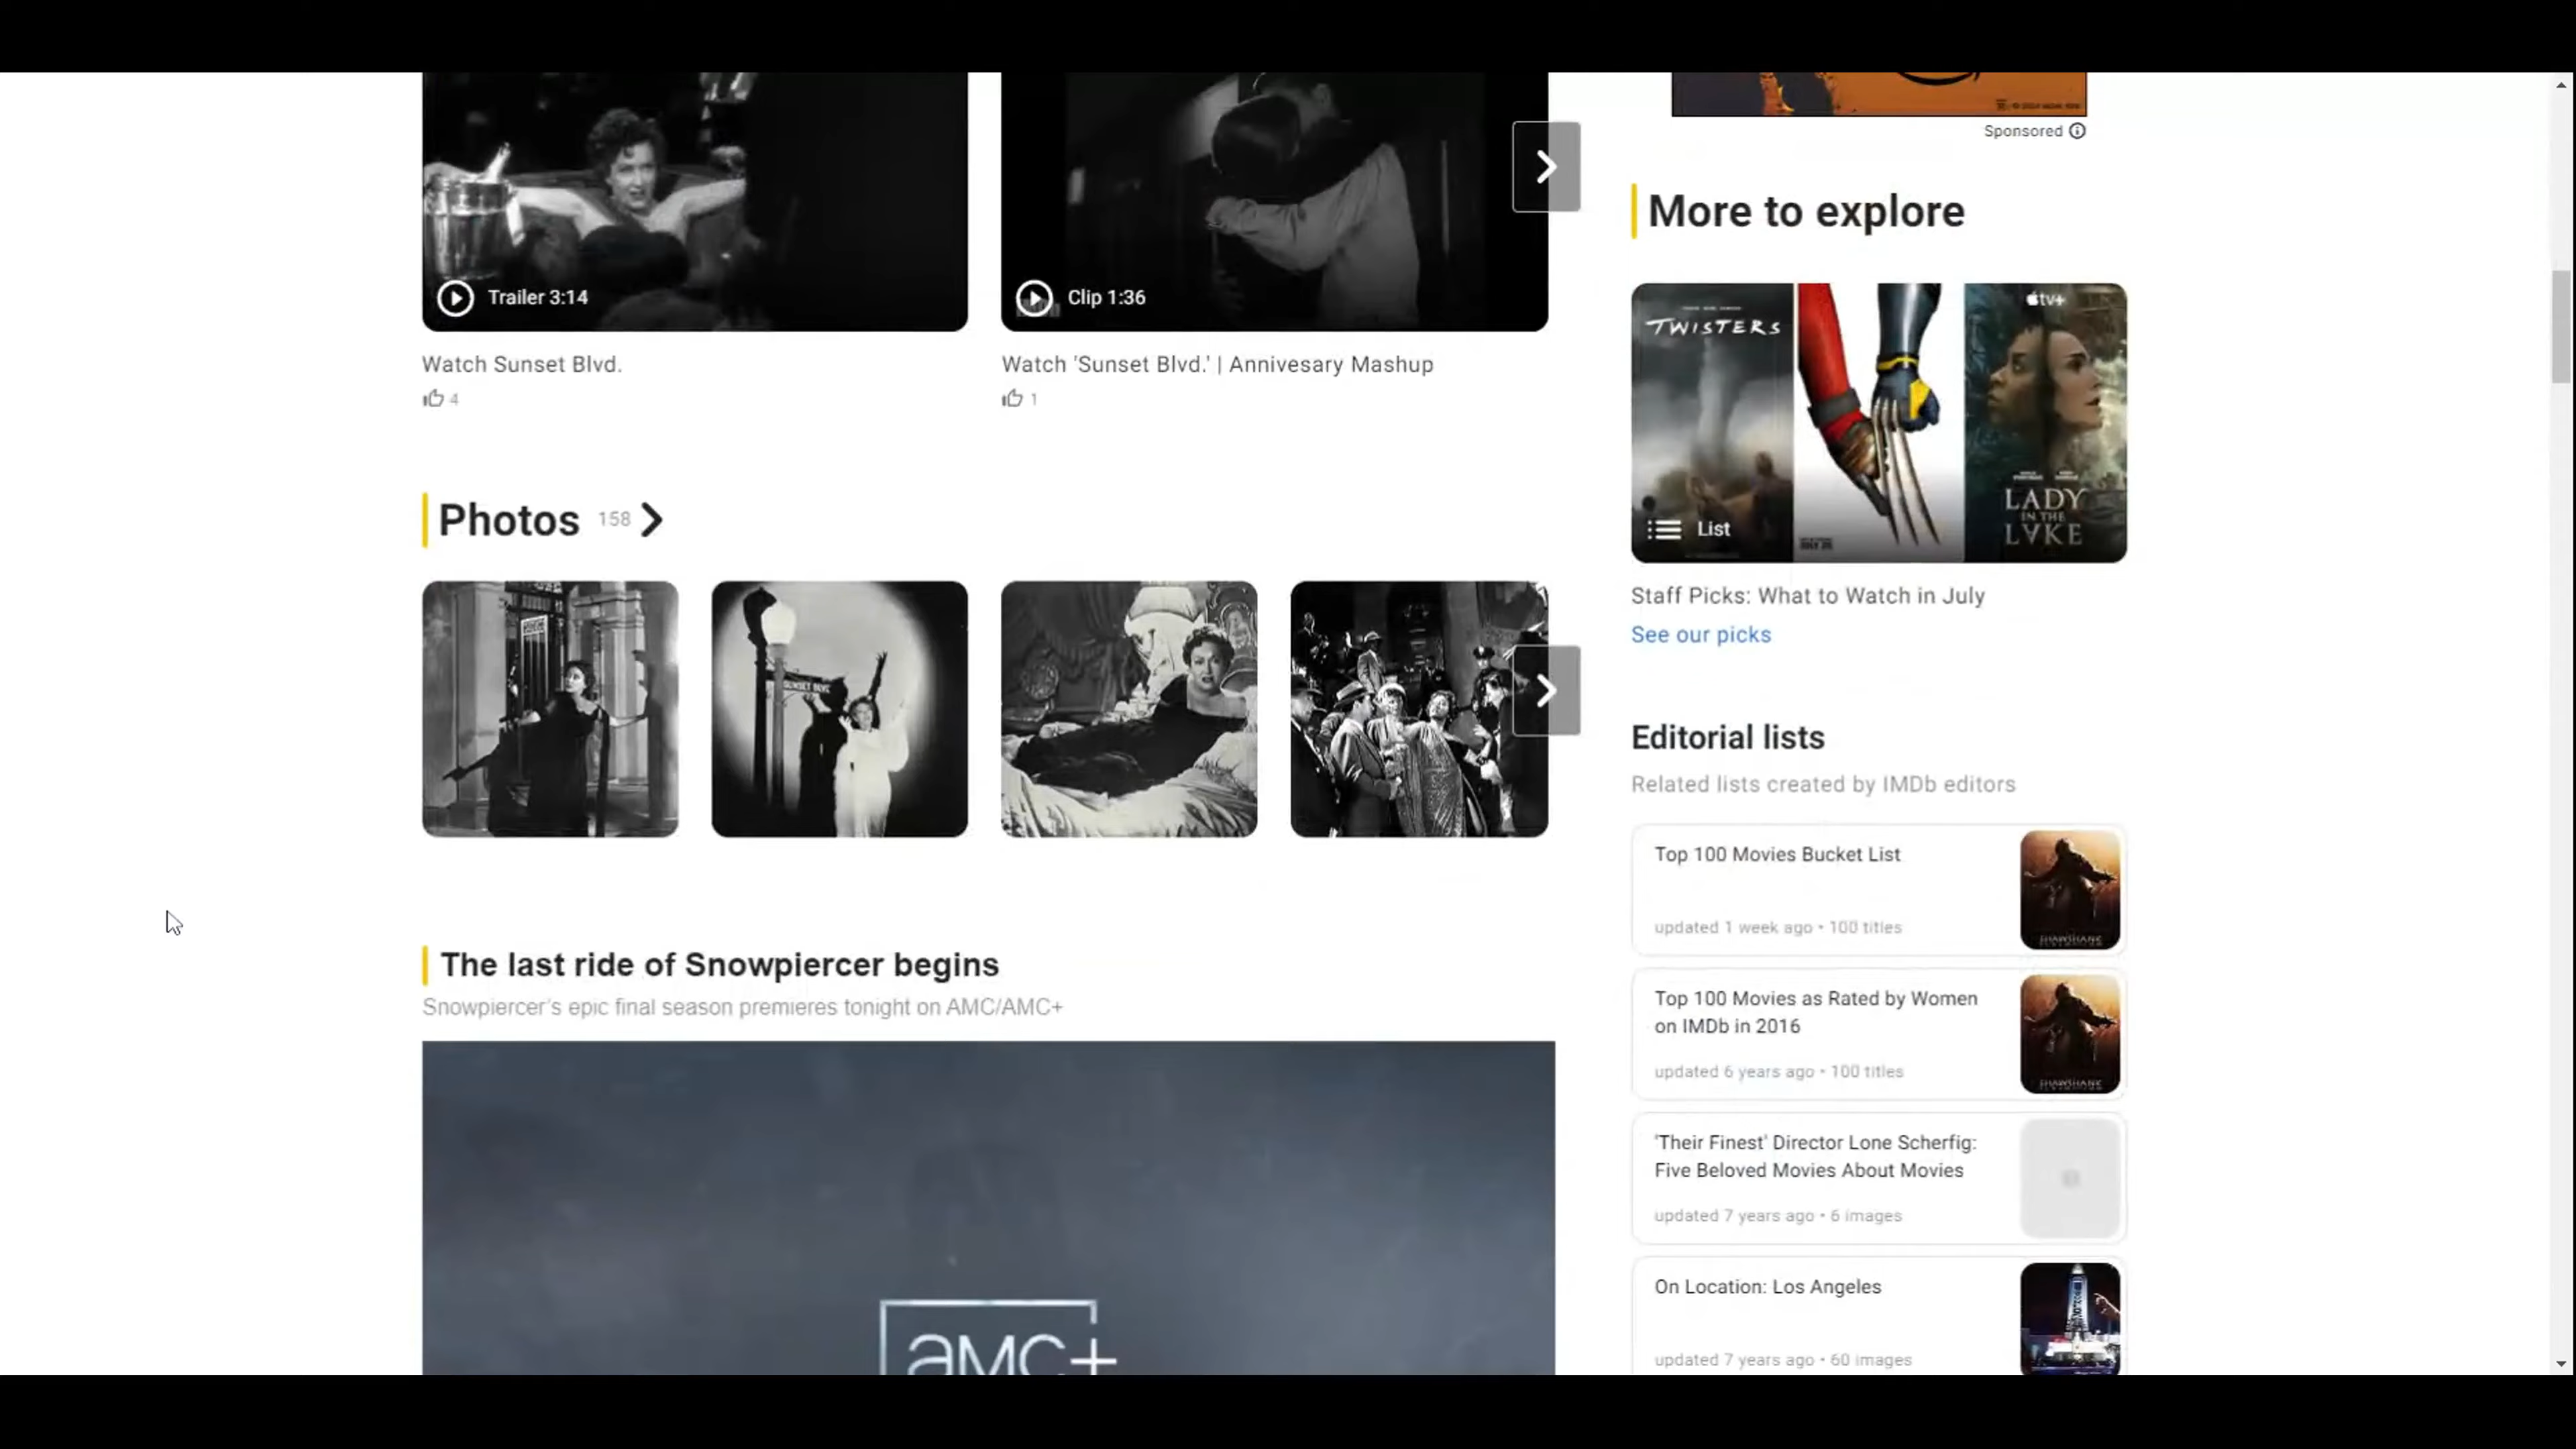 Sponsored
More to explore
Trailer 3:14
Clip 1:36
Watch Sunset Blvd.
4
Watch 'Sunset Blvd.' | Annivesary Mashup
1
tv+
TWISTERS
LADY
IN THE
LAKE
List
Photos 158
SUNSET BLVD
Staff Picks: What to Watch in July
See our picks
Editorial lists
Related lists created by IMDb editors
Top 100 Movies Bucket List
updated 1 week ago • 100 titles
The last ride of Snowpiercer begins
Snowpiercer's epic final season premieres tonight on AMC/AMC+
Top 100 Movies as Rated by Women
on IMDb in 2016
updated 6 years ago • 100 titles
'Their Finest' Director Lone Scherfig:
Five Beloved Movies About Movies
updated 7 years ago • 6 images
On Location: Los Angeles
updated 7 years ago • 60 images
aMC+